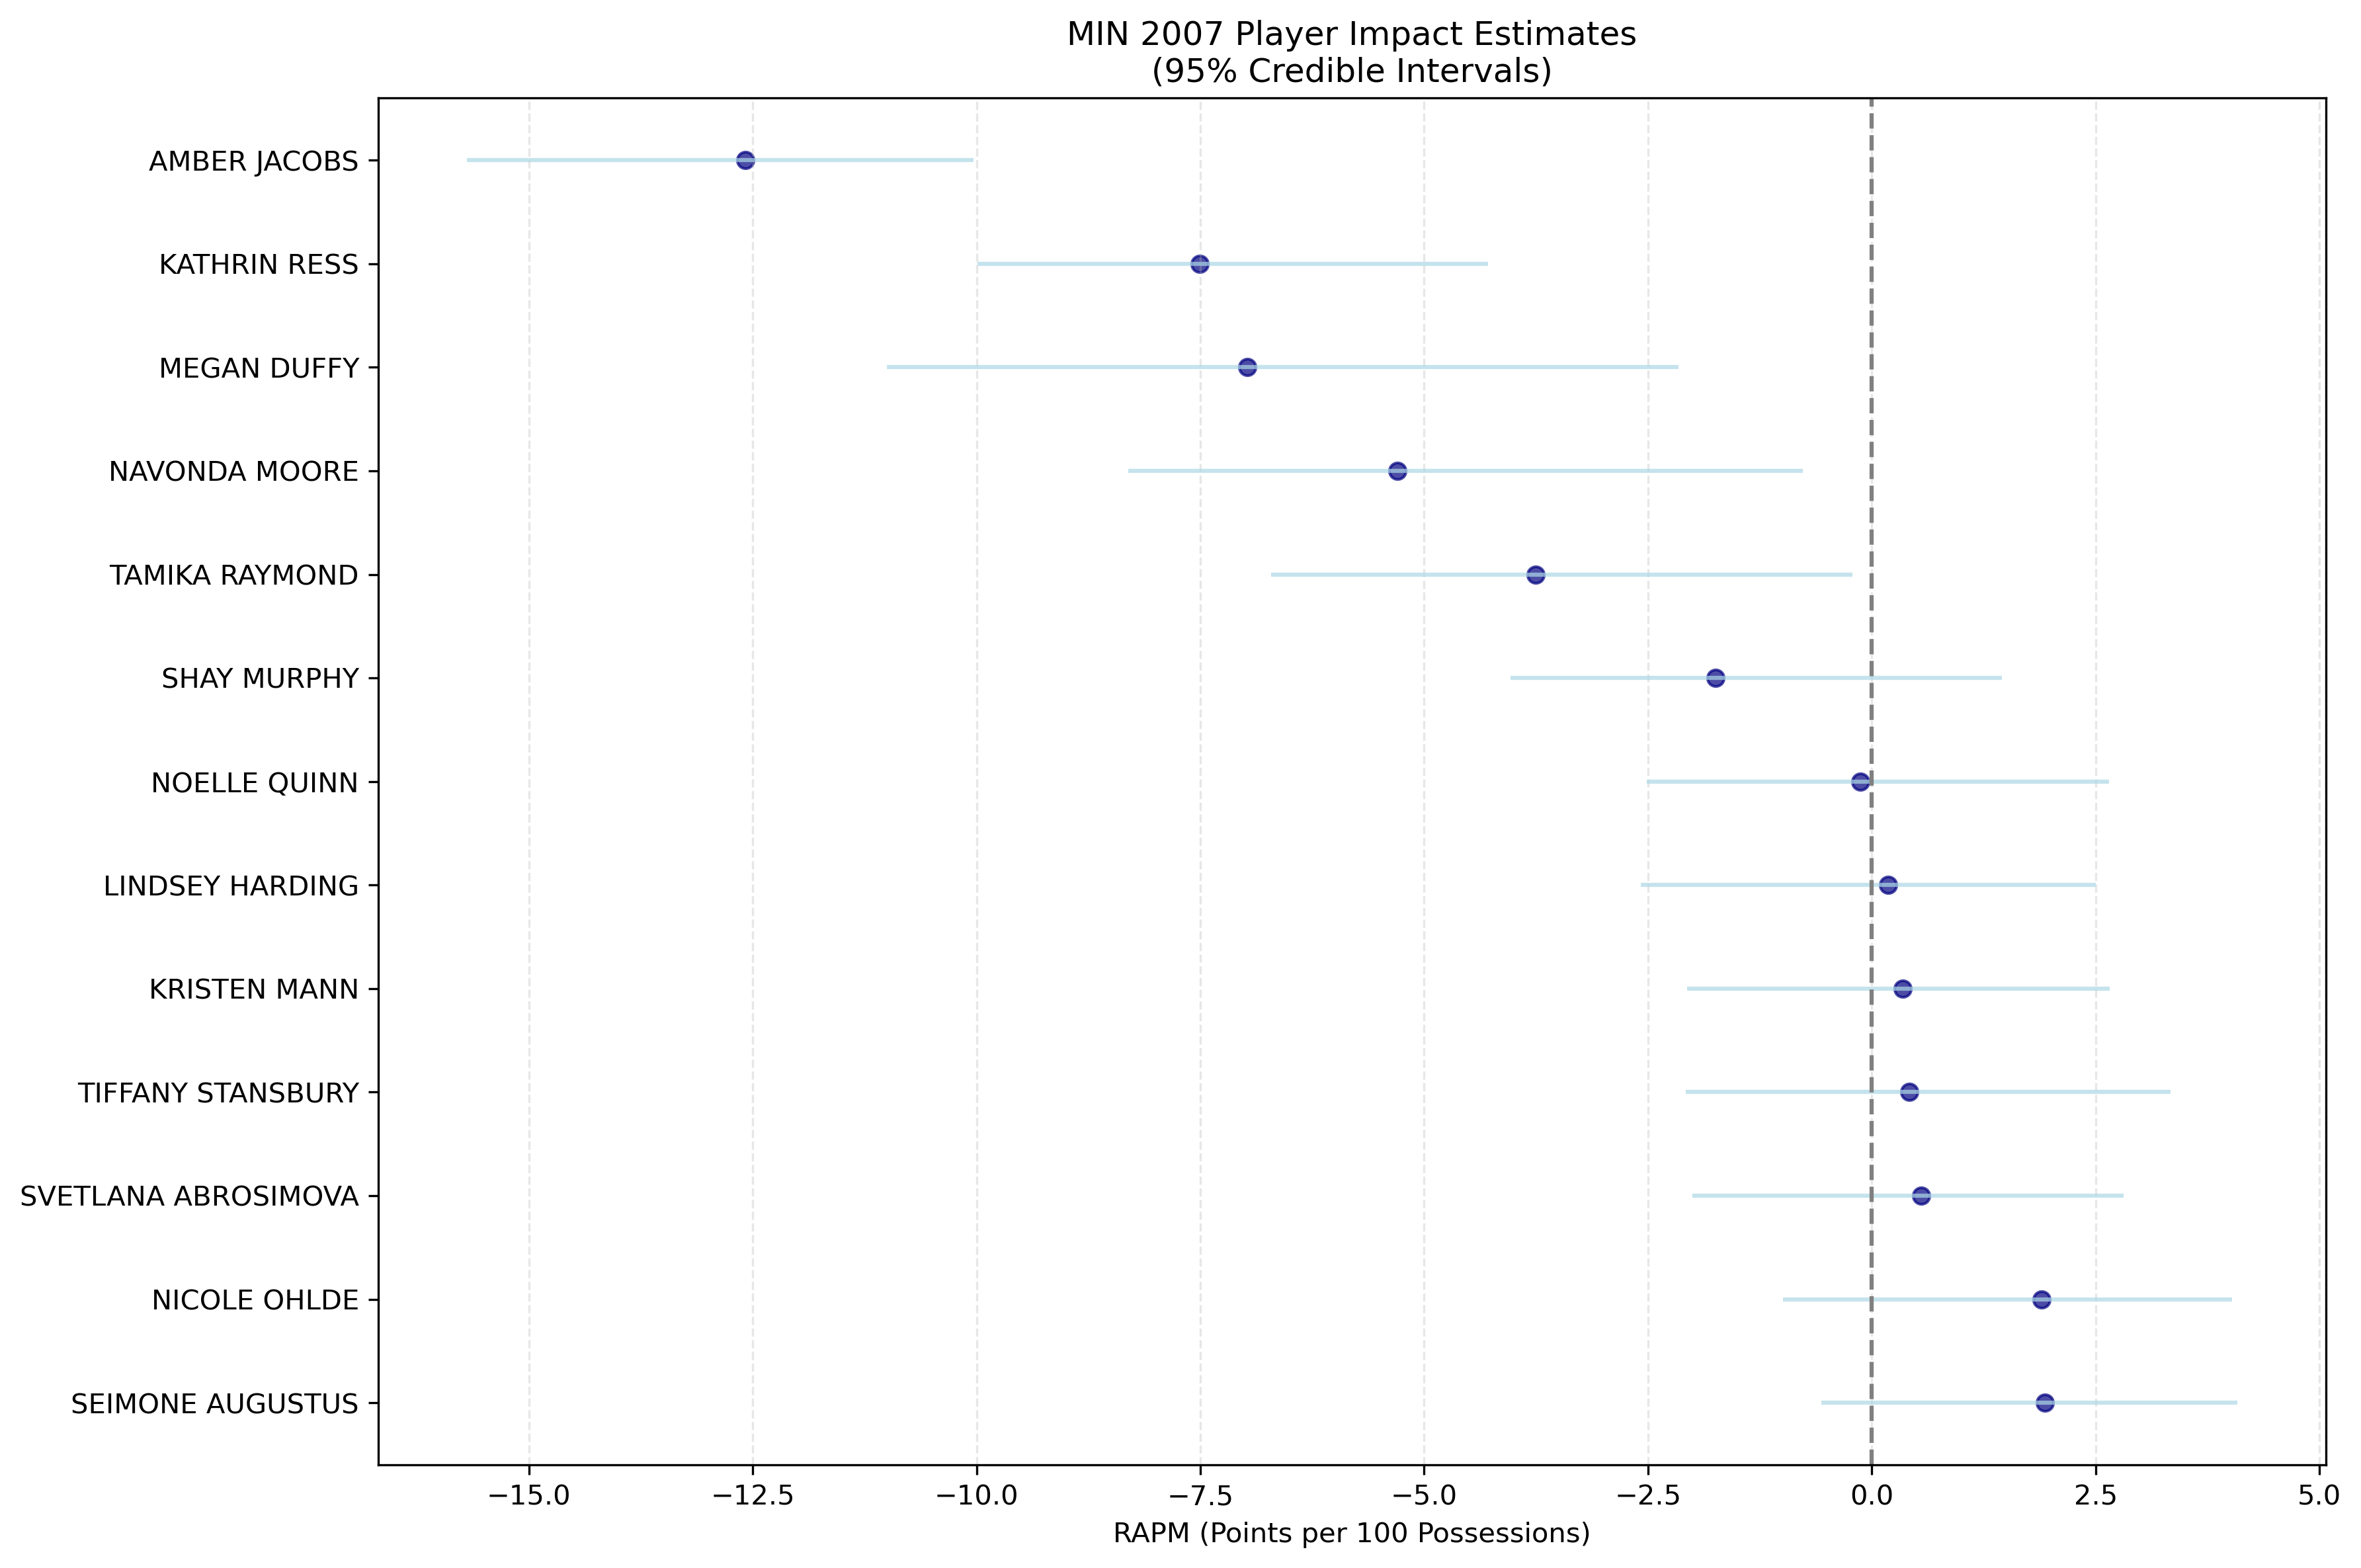 MIN 2007 Player Impact Estimates
(95% Credible Intervals)
AMBER JACOBS
KATHRIN RESS
MEGAN DUFFY
NAVONDA MOORE
TAMIKA RAYMOND
SHAY MURPHY
NOELLE QUINN
LINDSEY HARDING
KRISTEN MANN
TIFFANY STANSBURY
SVETLANA ABROSIMOVA
NICOLE OHLDE
SEIMONE AUGUSTUS
−15.0 −12.5 −10.0 −7.5 −5.0 −2.5 0.0 2.5 5.0
RAPM (Points per 100 Possessions)